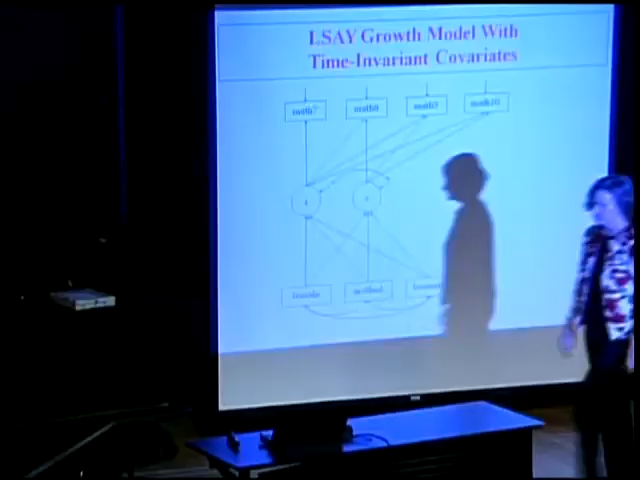 LSAY Growth Model With
Time-Invariant Covariates
math7 math8 math9 math10
female mothed